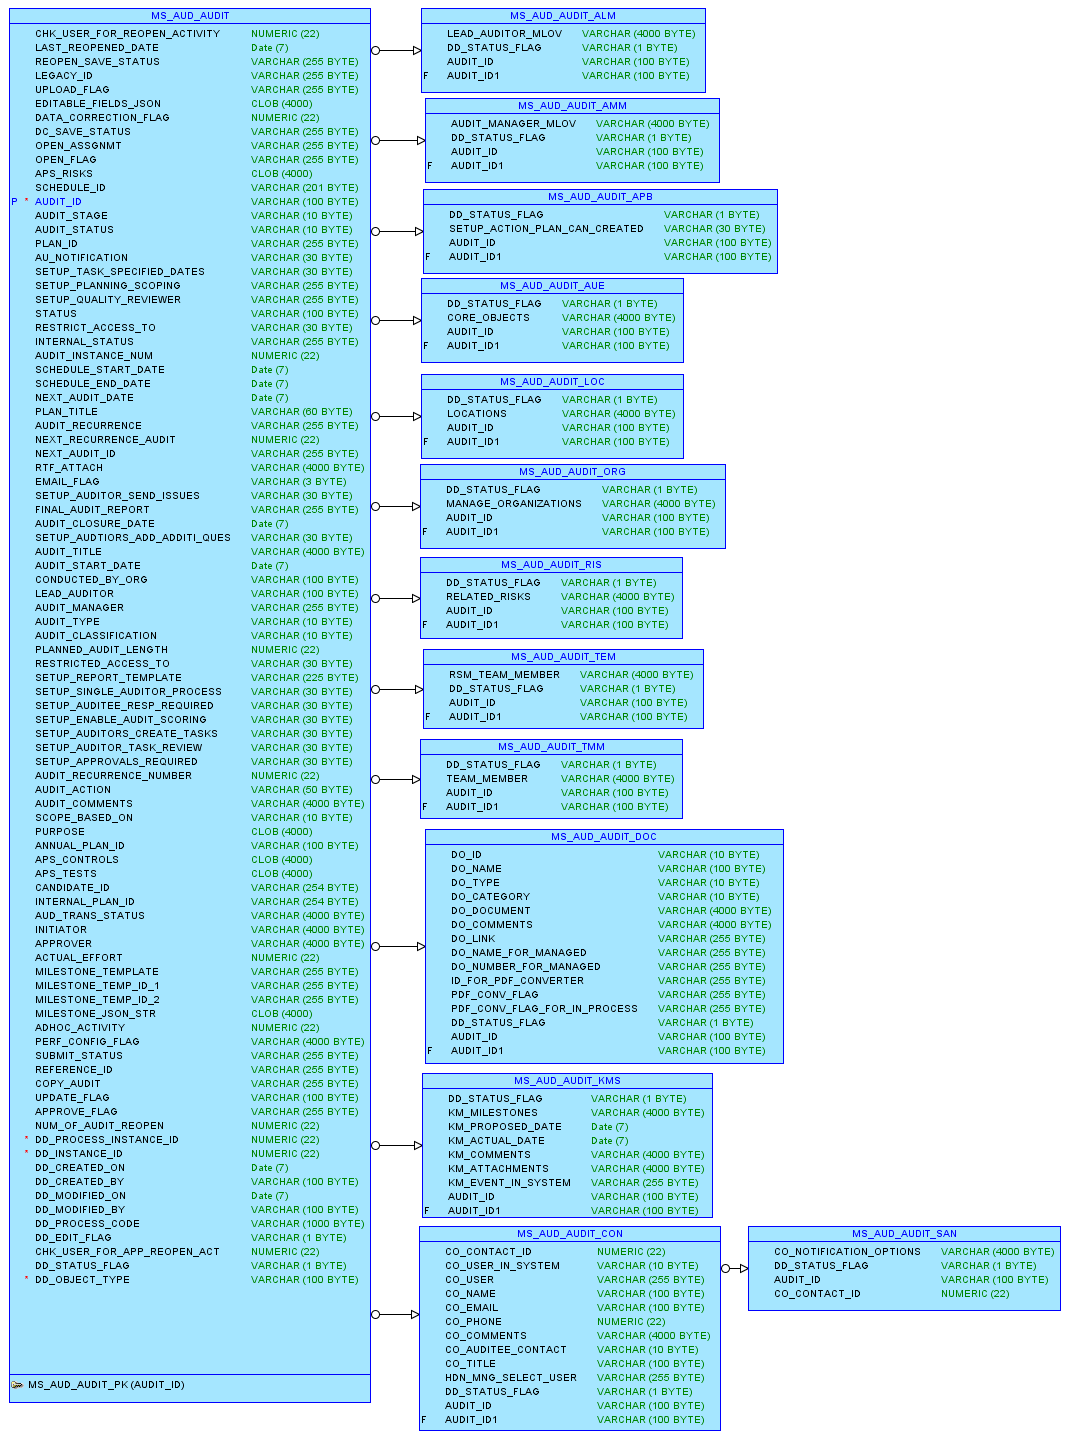 MS_AUD_AUDIT
CHK_USER_FOR_REOPEN_ACTIVITY NUMERIC (22)
LAST_REOPENED_DATE Date (7)
REOPEN_SAVE_STATUS VARCHAR (255 BYTE)
LEGACY_ID VARCHAR (255 BYTE)
UPLOAD_FLAG VARCHAR (255 BYTE)
EDITABLE_FIELDS_JSON CLOB (4000)
DATA_CORRECTION_FLAG NUMERIC (22)
DC_SAVE_STATUS VARCHAR (255 BYTE)
OPEN_ASSGNMT VARCHAR (255 BYTE)
OPEN_FLAG VARCHAR (255 BYTE)
APS_RISKS CLOB (4000)
SCHEDULE_ID VARCHAR (201 BYTE)
P * AUDIT_ID VARCHAR (100 BYTE)
AUDIT_STAGE VARCHAR (10 BYTE)
AUDIT_STATUS VARCHAR (10 BYTE)
PLAN_ID VARCHAR (255 BYTE)
AU_NOTIFICATION VARCHAR (30 BYTE)
SETUP_TASK_SPECIFIED_DATES VARCHAR (30 BYTE)
SETUP_PLANNING_SCOPING VARCHAR (255 BYTE)
SETUP_QUALITY_REVIEWER VARCHAR (255 BYTE)
STATUS VARCHAR (100 BYTE)
RESTRICT_ACCESS_TO VARCHAR (30 BYTE)
INTERNAL_STATUS VARCHAR (255 BYTE)
AUDIT_INSTANCE_NUM NUMERIC (22)
SCHEDULE_START_DATE Date (7)
SCHEDULE_END_DATE Date (7)
NEXT_AUDIT_DATE Date (7)
PLAN_TITLE VARCHAR (60 BYTE)
AUDIT_RECURRENCE VARCHAR (255 BYTE)
NEXT_RECURRENCE_AUDIT NUMERIC (22)
NEXT_AUDIT_ID VARCHAR (255 BYTE)
RTF_ATTACH VARCHAR (4000 BYTE)
EMAIL_FLAG VARCHAR (3 BYTE)
SETUP_AUDITOR_SEND_ISSUES VARCHAR (30 BYTE)
FINAL_AUDIT_REPORT VARCHAR (255 BYTE)
AUDIT_CLOSURE_DATE Date (7)
SETUP_AUDTIORS_ADD_ADDITI_QUES VARCHAR (30 BYTE)
AUDIT_TITLE VARCHAR (4000 BYTE)
AUDIT_START_DATE Date (7)
CONDUCTED_BY_ORG VARCHAR (100 BYTE)
LEAD_AUDITOR VARCHAR (100 BYTE)
AUDIT_MANAGER VARCHAR (255 BYTE)
AUDIT_TYPE VARCHAR (10 BYTE)
AUDIT_CLASSIFICATION VARCHAR (10 BYTE)
PLANNED_AUDIT_LENGTH NUMERIC (22)
RESTRICTED_ACCESS_TO VARCHAR (30 BYTE)
SETUP_REPORT_TEMPLATE VARCHAR (225 BYTE)
SETUP_SINGLE_AUDITOR_PROCESS VARCHAR (30 BYTE)
SETUP_AUDITEE_RESP_REQUIRED VARCHAR (30 BYTE)
SETUP_ENABLE_AUDIT_SCORING VARCHAR (30 BYTE)
SETUP_AUDITORS_CREATE_TASKS VARCHAR (30 BYTE)
SETUP_AUDITOR_TASK_REVIEW VARCHAR (30 BYTE)
SETUP_APPROVALS_REQUIRED VARCHAR (30 BYTE)
AUDIT_RECURRENCE_NUMBER NUMERIC (22)
AUDIT_ACTION VARCHAR (50 BYTE)
AUDIT_COMMENTS VARCHAR (4000 BYTE)
SCOPE_BASED_ON VARCHAR (10 BYTE)
PURPOSE CLOB (4000)
ANNUAL_PLAN_ID VARCHAR (100 BYTE)
APS_CONTROLS CLOB (4000)
APS_TESTS CLOB (4000)
CANDIDATE_ID VARCHAR (254 BYTE)
INTERNAL_PLAN_ID VARCHAR (254 BYTE)
AUD_TRANS_STATUS VARCHAR (4000 BYTE)
INITIATOR VARCHAR (4000 BYTE)
APPROVER VARCHAR (4000 BYTE)
ACTUAL_EFFORT NUMERIC (22)
MILESTONE_TEMPLATE VARCHAR (255 BYTE)
MILESTONE_TEMP_ID_1 VARCHAR (255 BYTE)
MILESTONE_TEMP_ID_2 VARCHAR (255 BYTE)
MILESTONE_JSON_STR CLOB (4000)
ADHOC_ACTIVITY NUMERIC (22)
PERF_CONFIG_FLAG VARCHAR (4000 BYTE)
SUBMIT_STATUS VARCHAR (255 BYTE)
REFERENCE_ID VARCHAR (255 BYTE)
COPY_AUDIT VARCHAR (255 BYTE)
UPDATE_FLAG VARCHAR (100 BYTE)
APPROVE_FLAG VARCHAR (255 BYTE)
NUM_OF_AUDIT_REOPEN NUMERIC (22)
* DD_PROCESS_INSTANCE_ID NUMERIC (22)
* DD_INSTANCE_ID NUMERIC (22)
DD_CREATED_ON Date (7)
DD_CREATED_BY VARCHAR (100 BYTE)
DD_MODIFIED_ON Date (7)
DD_MODIFIED_BY VARCHAR (100 BYTE)
DD_PROCESS_CODE VARCHAR (1000 BYTE)
DD_EDIT_FLAG VARCHAR (1 BYTE)
CHK_USER_FOR_APP_REOPEN_ACT NUMERIC (22)
DD_STATUS_FLAG VARCHAR (1 BYTE)
* DD_OBJECT_TYPE VARCHAR (100 BYTE)
MS_AUD_AUDIT_PK (AUDIT_ID)
MS_AUD_AUDIT_ALM
LEAD_AUDITOR_MLOV VARCHAR (4000 BYTE)
DD_STATUS_FLAG VARCHAR (1 BYTE)
AUDIT_ID VARCHAR (100 BYTE)
F AUDIT_ID1 VARCHAR (100 BYTE)
MS_AUD_AUDIT_AMM
AUDIT_MANAGER_MLOV VARCHAR (4000 BYTE)
DD_STATUS_FLAG VARCHAR (1 BYTE)
AUDIT_ID VARCHAR (100 BYTE)
F AUDIT_ID1 VARCHAR (100 BYTE)
MS_AUD_AUDIT_APB
DD_STATUS_FLAG VARCHAR (1 BYTE)
SETUP_ACTION_PLAN_CAN_CREATED VARCHAR (30 BYTE)
AUDIT_ID VARCHAR (100 BYTE)
F AUDIT_ID1 VARCHAR (100 BYTE)
MS_AUD_AUDIT_AUE
DD_STATUS_FLAG VARCHAR (1 BYTE)
CORE_OBJECTS VARCHAR (4000 BYTE)
AUDIT_ID VARCHAR (100 BYTE)
F AUDIT_ID1 VARCHAR (100 BYTE)
MS_AUD_AUDIT_LOC
DD_STATUS_FLAG VARCHAR (1 BYTE)
LOCATIONS VARCHAR (4000 BYTE)
AUDIT_ID VARCHAR (100 BYTE)
F AUDIT_ID1 VARCHAR (100 BYTE)
MS_AUD_AUDIT_ORG
DD_STATUS_FLAG VARCHAR (1 BYTE)
MANAGE_ORGANIZATIONS VARCHAR (4000 BYTE)
AUDIT_ID VARCHAR (100 BYTE)
F AUDIT_ID1 VARCHAR (100 BYTE)
MS_AUD_AUDIT_RIS
DD_STATUS_FLAG VARCHAR (1 BYTE)
RELATED_RISKS VARCHAR (4000 BYTE)
AUDIT_ID VARCHAR (100 BYTE)
F AUDIT_ID1 VARCHAR (100 BYTE)
MS_AUD_AUDIT_TEM
RSM_TEAM_MEMBER VARCHAR (4000 BYTE)
DD_STATUS_FLAG VARCHAR (1 BYTE)
AUDIT_ID VARCHAR (100 BYTE)
F AUDIT_ID1 VARCHAR (100 BYTE)
MS_AUD_AUDIT_TMM
DD_STATUS_FLAG VARCHAR (1 BYTE)
TEAM_MEMBER VARCHAR (4000 BYTE)
AUDIT_ID VARCHAR (100 BYTE)
F AUDIT_ID1 VARCHAR (100 BYTE)
MS_AUD_AUDIT_DOC
DO_ID VARCHAR (10 BYTE)
DO_NAME VARCHAR (100 BYTE)
DO_TYPE VARCHAR (10 BYTE)
DO_CATEGORY VARCHAR (10 BYTE)
DO_DOCUMENT VARCHAR (4000 BYTE)
DO_COMMENTS VARCHAR (4000 BYTE)
DO_LINK VARCHAR (255 BYTE)
DO_NAME_FOR_MANAGED VARCHAR (255 BYTE)
DO_NUMBER_FOR_MANAGED VARCHAR (255 BYTE)
ID_FOR_PDF_CONVERTER VARCHAR (255 BYTE)
PDF_CONV_FLAG VARCHAR (255 BYTE)
PDF_CONV_FLAG_FOR_IN_PROCESS VARCHAR (255 BYTE)
DD_STATUS_FLAG VARCHAR (1 BYTE)
AUDIT_ID VARCHAR (100 BYTE)
F AUDIT_ID1 VARCHAR (100 BYTE)
MS_AUD_AUDIT_KMS
DD_STATUS_FLAG VARCHAR (1 BYTE)
KM_MILESTONES VARCHAR (4000 BYTE)
KM_PROPOSED_DATE Date (7)
KM_ACTUAL_DATE Date (7)
KM_COMMENTS VARCHAR (4000 BYTE)
KM_ATTACHMENTS VARCHAR (4000 BYTE)
KM_EVENT_IN_SYSTEM VARCHAR (255 BYTE)
AUDIT_ID VARCHAR (100 BYTE)
F AUDIT_ID1 VARCHAR (100 BYTE)
MS_AUD_AUDIT_CON
CO_CONTACT_ID NUMERIC (22)
CO_USER_IN_SYSTEM VARCHAR (10 BYTE)
CO_USER VARCHAR (255 BYTE)
CO_NAME VARCHAR (100 BYTE)
CO_EMAIL VARCHAR (100 BYTE)
CO_PHONE NUMERIC (22)
CO_COMMENTS VARCHAR (4000 BYTE)
CO_AUDITEE_CONTACT VARCHAR (10 BYTE)
CO_TITLE VARCHAR (100 BYTE)
HDN_MNG_SELECT_USER VARCHAR (255 BYTE)
DD_STATUS_FLAG VARCHAR (1 BYTE)
AUDIT_ID VARCHAR (100 BYTE)
F AUDIT_ID1 VARCHAR (100 BYTE)
MS_AUD_AUDIT_SAN
CO_NOTIFICATION_OPTIONS VARCHAR (4000 BYTE)
DD_STATUS_FLAG VARCHAR (1 BYTE)
AUDIT_ID VARCHAR (100 BYTE)
CO_CONTACT_ID NUMERIC (22)